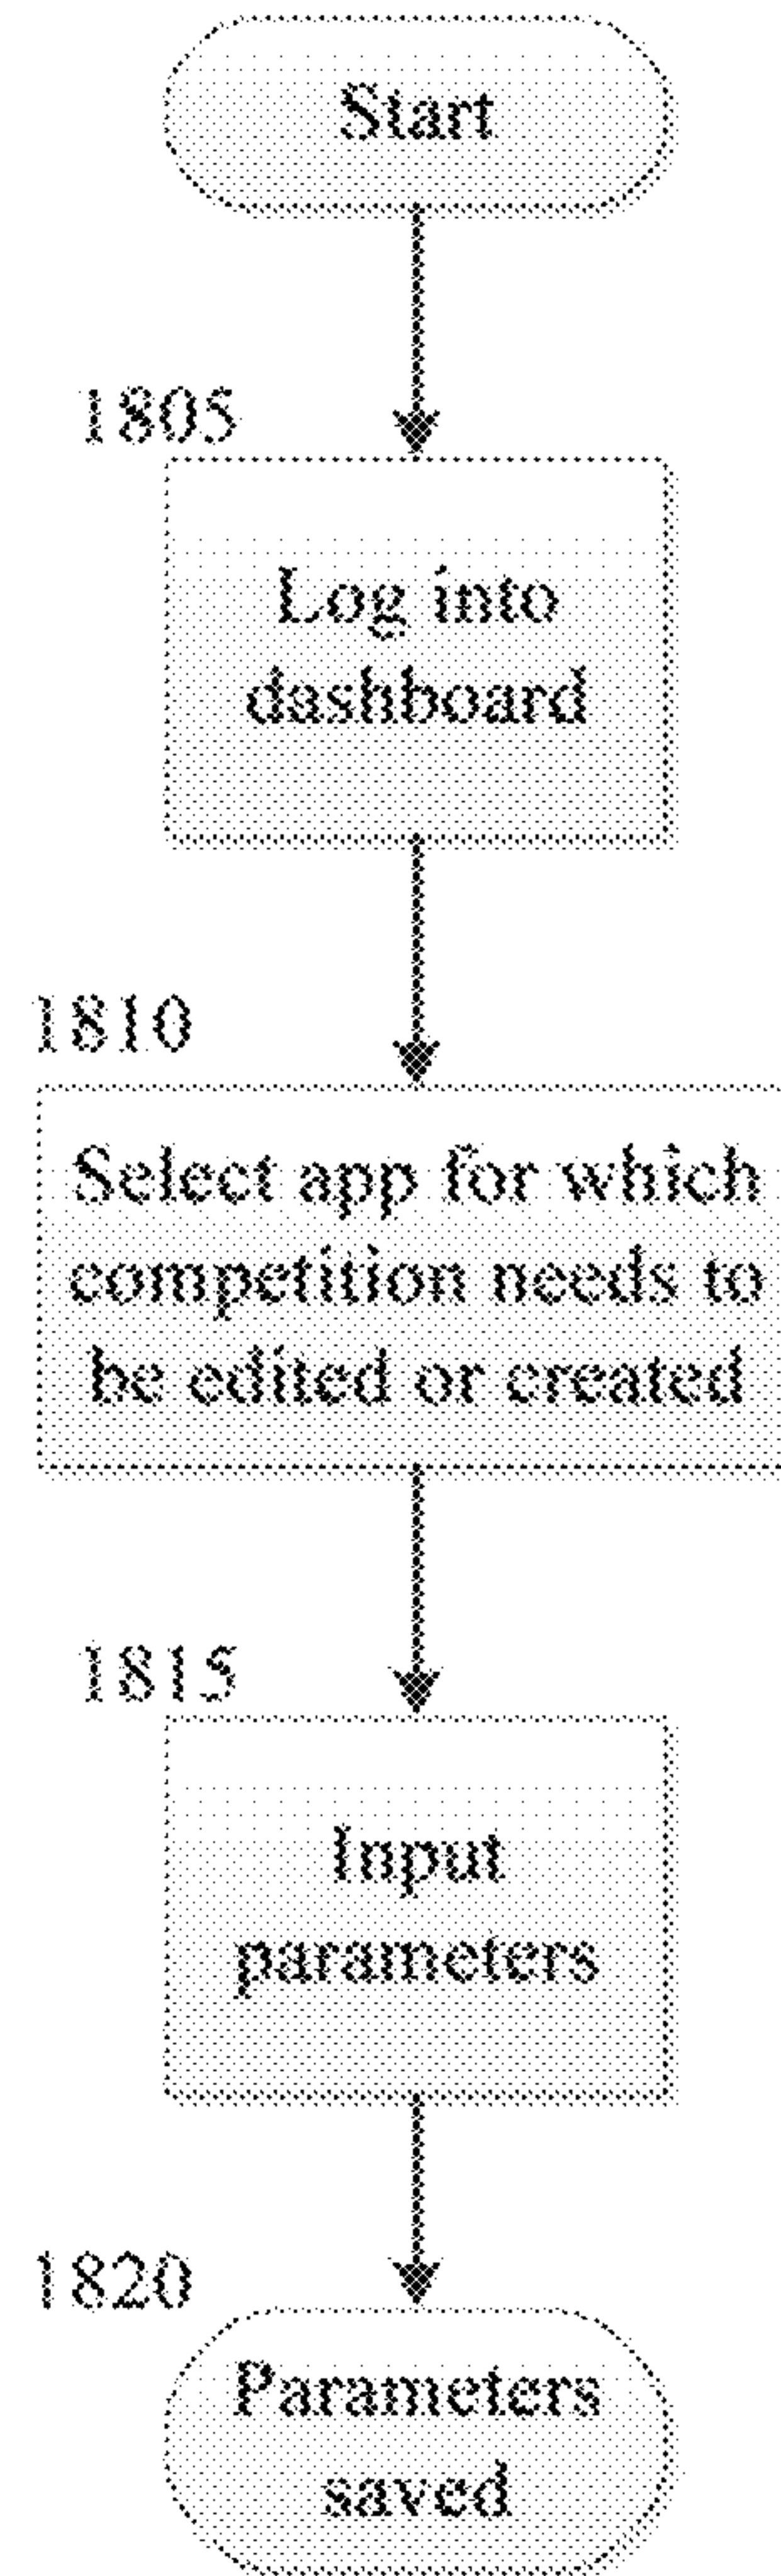 Start
1805
Log into
dashboard
1810
Select app for which
competition needs to
be edited or created
1815
Input
parameters
1820
Parameters
saved